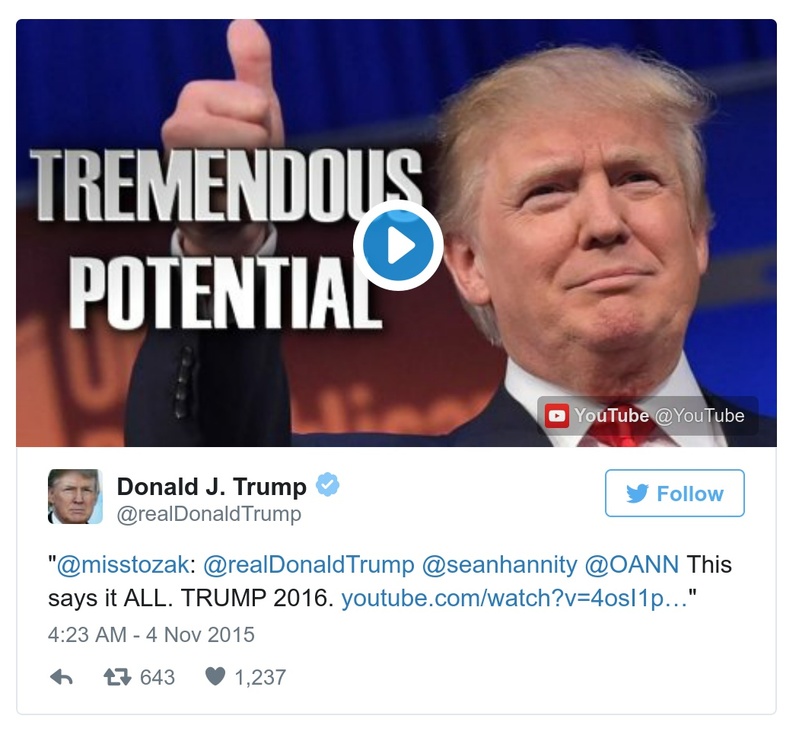 TREMENDOUS
POTENTIAL
YouTube @YouTube
Donald J. Trump
@realDonaldTrump
Follow
"@misstozak: @realDonaldTrump @seanhannity @OANN This
says it ALL. TRUMP 2016. youtube.com/watch?v=4osI1p…"
4:23 AM - 4 Nov 2015
643 1,237